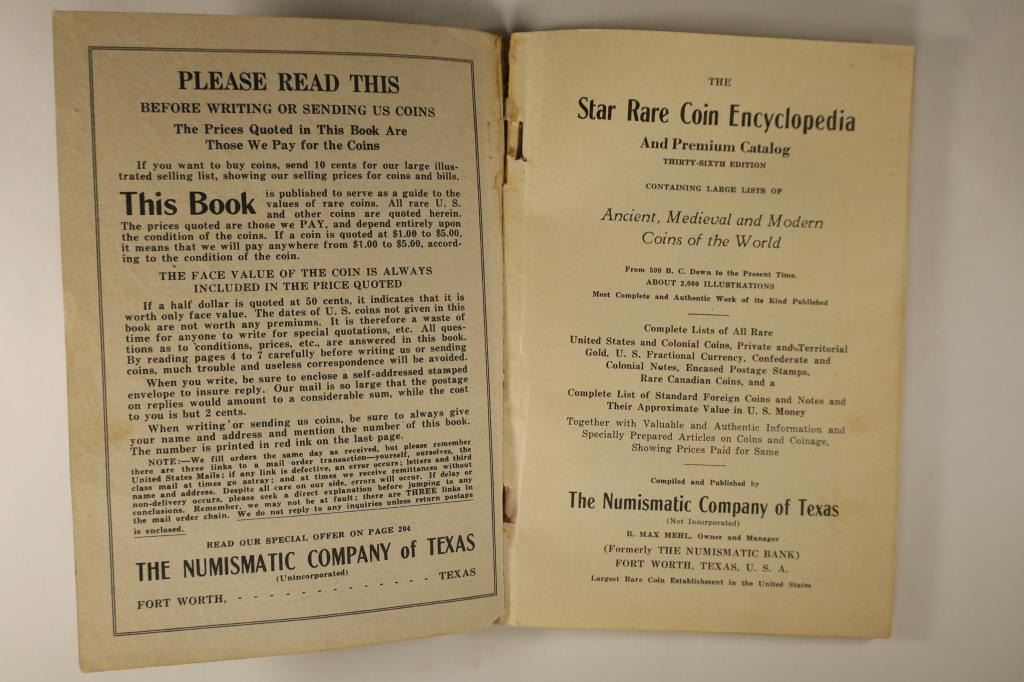 PLEASE READ THIS
BEFORE WRITING OR SENDING US COINS
The Prices Quoted in This Book Are
Those We Pay for the Coins
If you want to buy coins, send 10 cents for our large illus-
trated selling list, showing our selling prices for coins and bills.
This Book is published to serve as a guide to the
values of rare coins. All rare U. S.
and other coins are quoted herein.
The prices quoted are those we PAY, and depend entirely upon
the condition of the coins. If a coin is quoted at $1.00 to $5.00,
it means that we will pay anywhere from $1.00 to $5.00, accord-
ing to the condition of the coin.
THE FACE VALUE OF THE COIN IS ALWAYS
INCLUDED IN THE PRICE QUOTED
If a half dollar is quoted at 50 cents, it indicates that it is
worth only face value. The dates of U. S. coins not given in this
book are not worth any premiums. It is therefore a waste of
time for anyone to write for special quotations, etc. All ques-
tions as to conditions, prices, etc., are answered in this book.
By reading pages 4 to 7 carefully before writing us or sending
coins, much trouble and useless correspondence will be avoided.
When you write, be sure to enclose a self-addressed stamped
envelope to insure reply. Our mail is so large that the postage
on replies would amount to a considerable sum, while the cost
to you is but 2 cents.
When writing or sending us coins, be sure to always give
your name and address and mention the number of this book.
The number is printed in red ink on the last page.
NOTE:—We fill orders the same day as received, but please remember
there are three links to a mail order transaction—yourself, ourselves, the
United States Mails; if any link is defective, an error occurs; letters and third
class mail at times go astray; and at times we receive remittances without
name and address. Despite all care on our side, errors will occur. If delay or
non-delivery occurs, please seek a direct explanation before jumping to any
conclusions. Remember, we may not be at fault; there are THREE links in
the mail order chain. We do not reply to any inquiries unless return postage
is enclosed.
READ OUR SPECIAL OFFER ON PAGE 204
THE NUMISMATIC COMPANY of TEXAS
(Unincorporated)
FORT WORTH, - - - - - - - - - - - - - TEXAS
THE
Star Rare Coin Encyclopedia
And Premium Catalog
THIRTY-SIXTH EDITION
CONTAINING LARGE LISTS OF
Ancient, Medieval and Modern
Coins of the World
From 500 B. C. Down to the Present Time.
ABOUT 2,000 ILLUSTRATIONS
Most Complete and Authentic Work of its Kind Published
Complete Lists of All Rare
United States and Colonial Coins, Private and Territorial
Gold, U. S. Fractional Currency, Confederate and
Colonial Notes, Encased Postage Stamps,
Rare Canadian Coins, and a
Complete List of Standard Foreign Coins and Notes and
Their Approximate Value in U. S. Money
Together with Valuable and Authentic Information and
Specially Prepared Articles on Coins and Coinage,
Showing Prices Paid for Same
Compiled and Published by
The Numismatic Company of Texas
(Not Incorporated)
B. MAX MEHL, Owner and Manager
(Formerly THE NUMISMATIC BANK)
FORT WORTH, TEXAS, U. S. A.
Largest Rare Coin Establishment in the United States